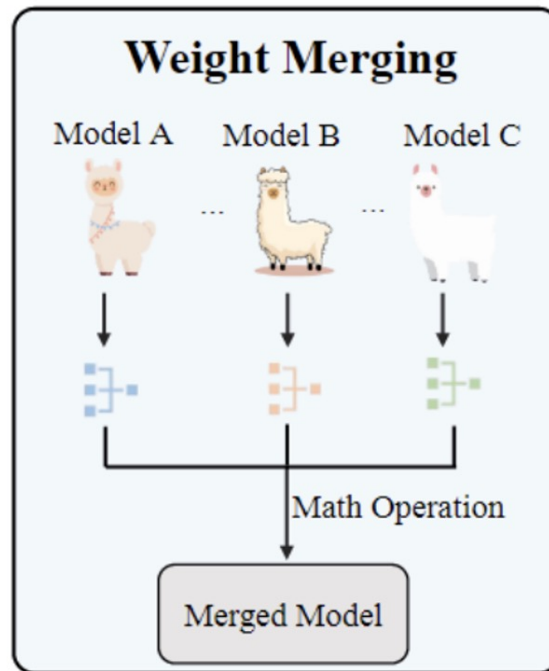 Weight Merging
Model A Model B Model C
... ...
Math Operation
Merged Model